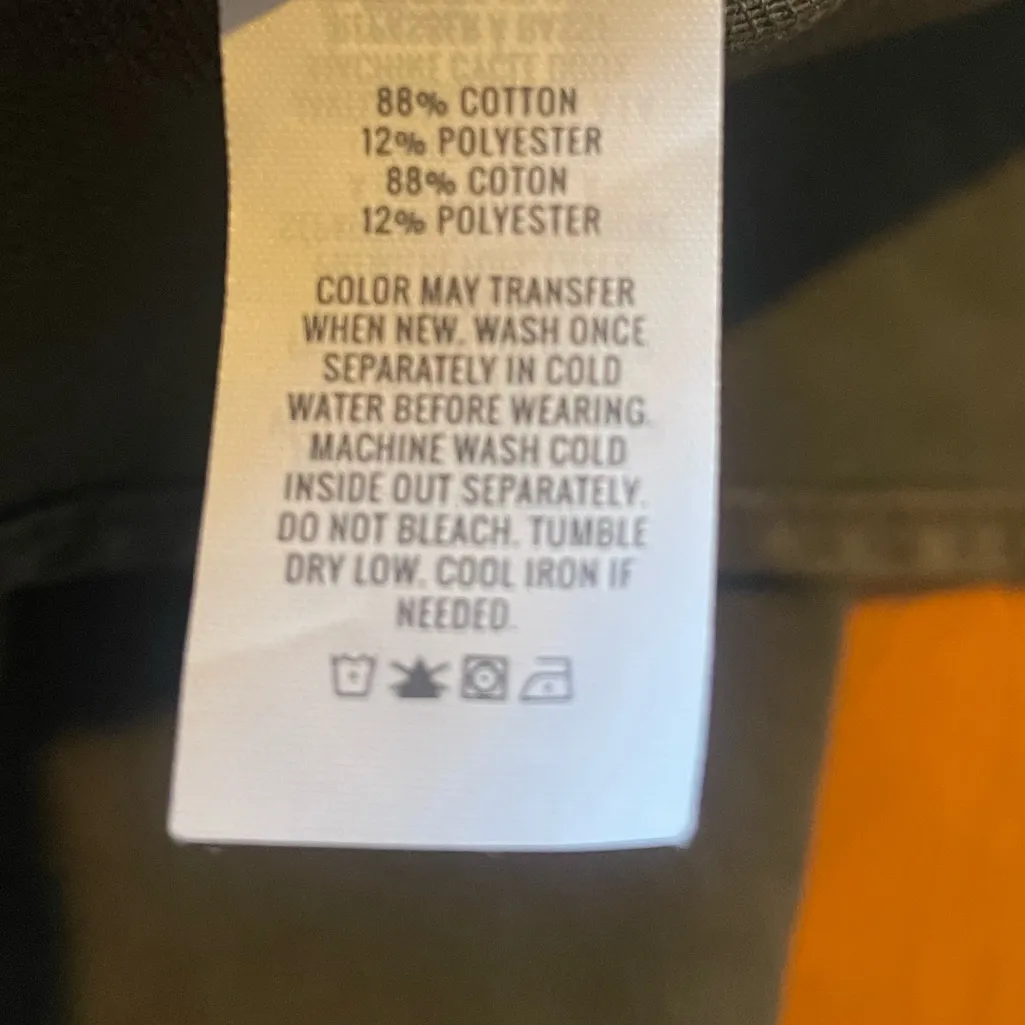 88% COTTON
12% POLYESTER
88% COTON
12% POLYESTER
COLOR MAY TRANSFER
WHEN NEW. WASH ONCE
SEPARATELY IN COLD
WATER BEFORE WEARING.
MACHINE WASH COLD
INSIDE OUT SEPARATELY.
DO NOT BLEACH. TUMBLE
DRY LOW. COOL IRON IF
NEEDED.